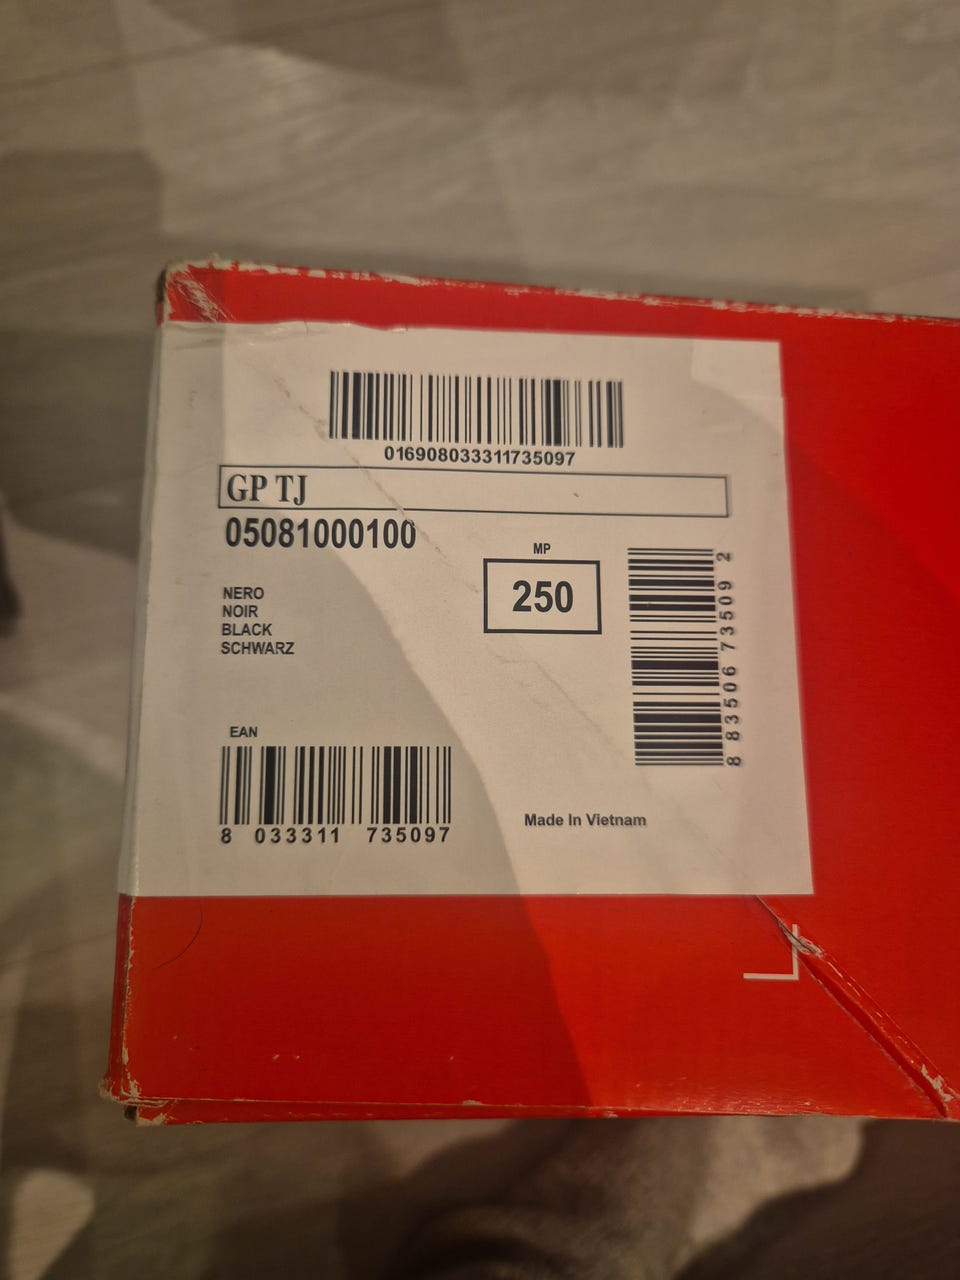 016908033311735097
GP TJ
05081000100
MP
250
NERO
NOIR
BLACK
SCHWARZ
8 83506 73509 2
EAN
8 033311 735097
Made In Vietnam